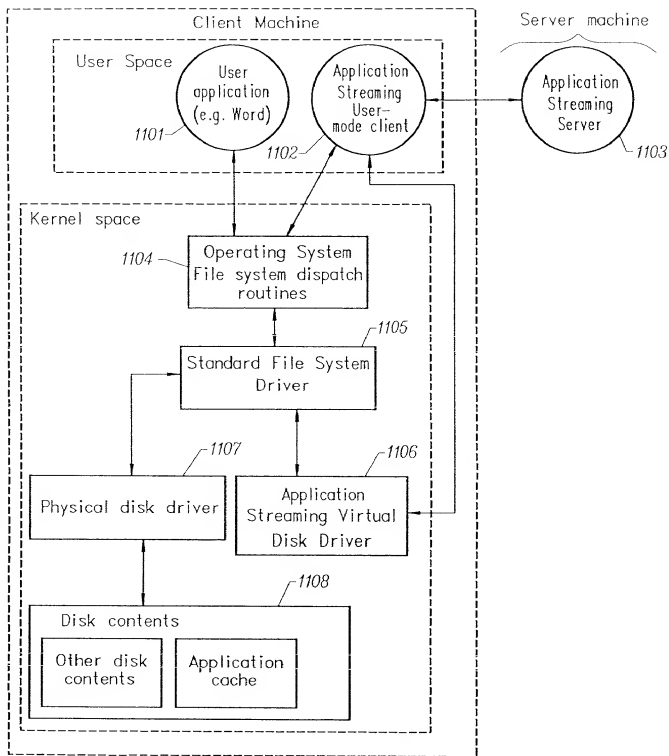 Client Machine
Server machine
User Space
User
application
(e.g. Word)
1101
Application
Streaming
User-
mode client
1102
Application
Streaming
Server
1103
Kernel space
1104
Operating System
File system dispatch
routines
1105
Standard File System
Driver
1107
Physical disk driver
1106
Application
Streaming Virtual
Disk Driver
1108
Disk contents
Other disk
contents
Application
cache